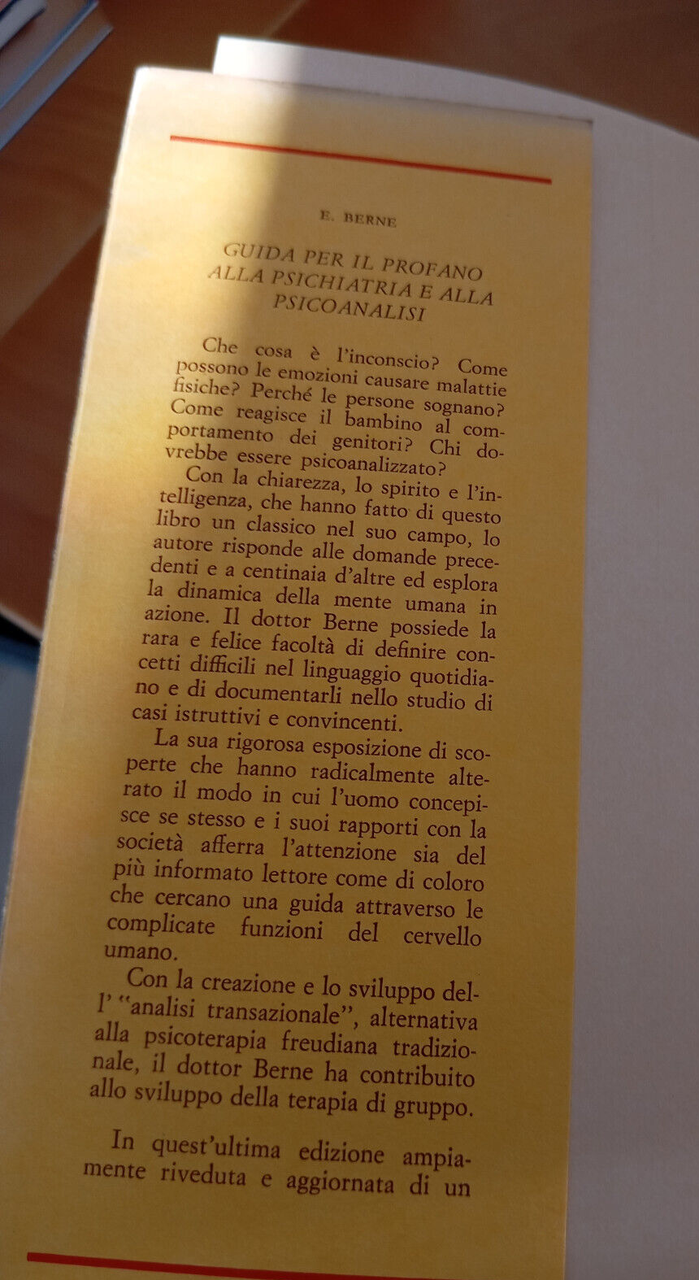 E. BERNE
GUIDA PER IL PROFANO
ALLA PSICHIATRIA E ALLA
PSICOANALISI
Che cosa è l'inconscio? Come
possono le emozioni causare malattie
fisiche? Perché le persone sognano?
Come reagisce il bambino al com-
portamento dei genitori? Chi do-
vrebbe essere psicoanalizzato?
Con la chiarezza, lo spirito e l'in-
telligenza, che hanno fatto di questo
libro un classico nel suo campo, lo
autore risponde alle domande prece-
denti e a centinaia d'altre ed esplora
la dinamica della mente umana in
azione. Il dottor Berne possiede la
rara e felice facoltà di definire con-
cetti difficili nel linguaggio quotidia-
no e di documentarli nello studio di
casi istruttivi e convincenti.
La sua rigorosa esposizione di sco-
perte che hanno radicalmente alte-
rato il modo in cui l'uomo concepi-
sce se stesso e i suoi rapporti con la
società afferra l'attenzione sia del
più informato lettore come di coloro
che cercano una guida attraverso le
complicate funzioni del cervello
umano.
Con la creazione e lo sviluppo del-
l' "analisi transazionale", alternativa
alla psicoterapia freudiana tradizio-
nale, il dottor Berne ha contribuito
allo sviluppo della terapia di gruppo.
In quest'ultima edizione ampia-
mente riveduta e aggiornata di un